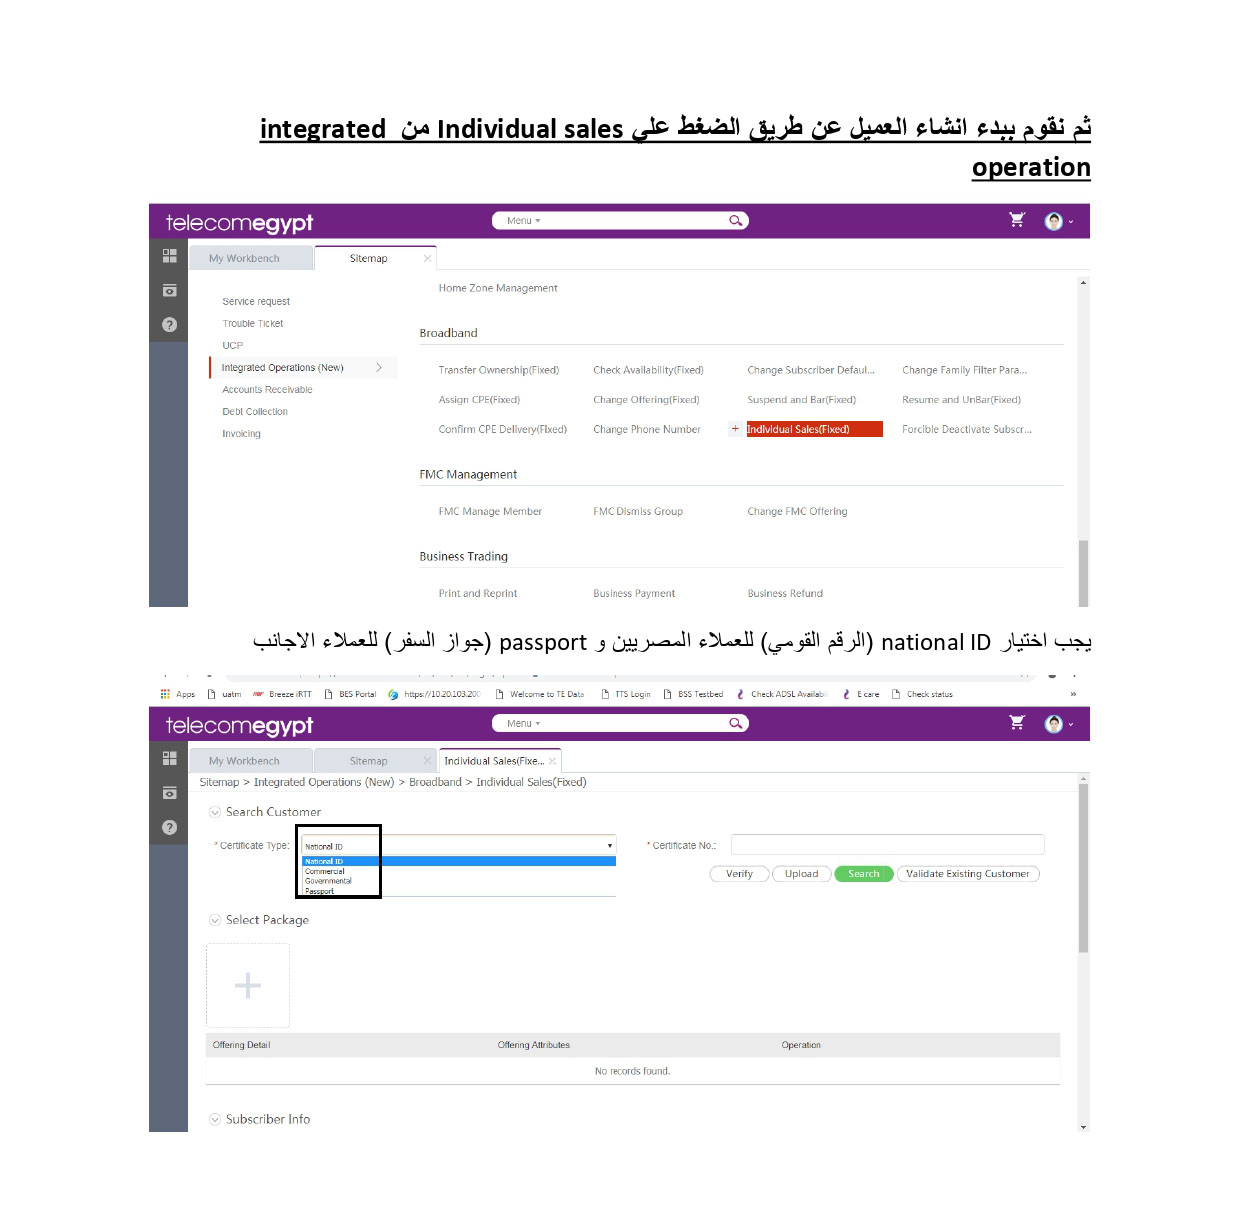 ثم نقوم ببدء انشاء العميل عن طريق الضغط علي Individual sales من integrated
operation
telecomegypt
Menu
My Workbench
Sitemap
Service request
Trouble Ticket
UCP
Integrated Operations (New)
Accounts Receivable
Debt Collection
Invoicing
Home Zone Management
Broadband
Transfer Ownership(Fixed) Check Availability(Fixed) Change Subscriber Defaul... Change Family Filter Para...
Assign CPE(Fixed) Change Offering(Fixed) Suspend and Bar(Fixed) Resume and UnBar(Fixed)
Confirm CPE Delivery(Fixed) Change Phone Number + Individual Sales(Fixed) Forcible Deactivate Subscr...
FMC Management
FMC Manage Member FMC Dismiss Group Change FMC Offering
Business Trading
Print and Reprint Business Payment Business Refund
يجب اختيار national ID (الرقم القومي) للعملاء المصريين و passport (جواز السفر) للعملاء الاجانب
Apps uatm Breeze iRTT BES Portal https://10.20.103.200 Welcome to TE Data TTS Login BSS Testbed Check ADSL Availabi E care Check status »
telecomegypt
Menu
My Workbench Sitemap Individual Sales(Fixe...
Sitemap > Integrated Operations (New) > Broadband > Individual Sales(Fixed)
Search Customer
* Certificate Type: National ID * Certificate No.:
National ID
Commercial
Governmental
Passport
Verify Upload Search Validate Existing Customer
Select Package
Offering Detail Offering Attributes Operation
No records found.
Subscriber Info